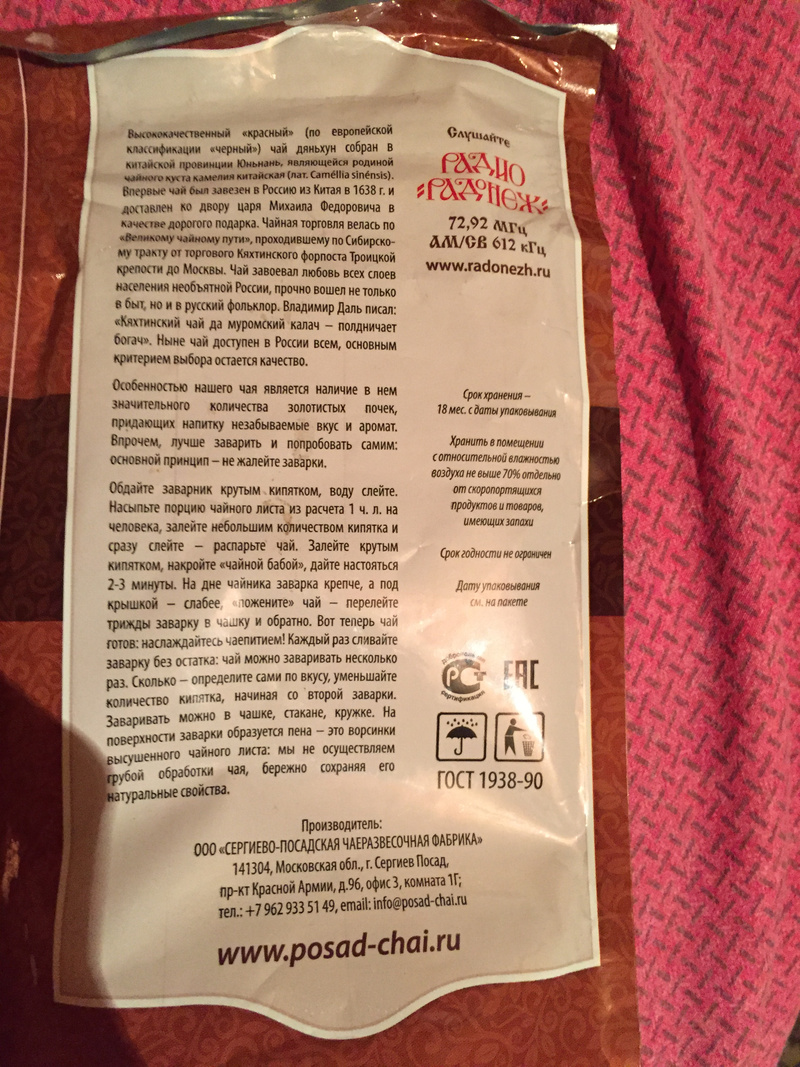 Высококачественный «красный» (по европейской
классификации «черный») чай дяньхун собран в
китайской провинции Юньнань, являющейся родиной
чайного куста камелия китайская (лат. Caméllia sinénsis).
Впервые чай был завезен в Россию из Китая в 1638 г. и
доставлен ко двору царя Михаила Федоровича в
качестве дорогого подарка. Чайная торговля велась по
«Великому чайному пути», проходившему по Сибирско-
му тракту от торгового Кяхтинского форпоста Троицкой
крепости до Москвы. Чай завоевал любовь всех слоев
населения необъятной России, прочно вошел не только
в быт, но и в русский фольклор. Владимир Даль писал:
«Кяхтинский чай да муромский калач – полдничает
богач». Ныне чай доступен в России всем, основным
критерием выбора остается качество.
Особенностью нашего чая является наличие в нем
значительного количества золотистых почек,
придающих напитку незабываемые вкус и аромат.
Впрочем, лучше заварить и попробовать самим:
основной принцип – не жалейте заварки.
Обдайте заварник крутым кипятком, воду слейте.
Насыпьте порцию чайного листа из расчета 1 ч. л. на
человека, залейте небольшим количеством кипятка и
сразу слейте – распарьте чай. Залейте крутым
кипятком, накройте «чайной бабой», дайте настояться
2-3 минуты. На дне чайника заварка крепче, а под
крышкой – слабее, «пожените» чай – перелейте
трижды заварку в чашку и обратно. Вот теперь чай
готов: наслаждайтесь чаепитием! Каждый раз сливайте
заварку без остатка: чай можно заваривать несколько
раз. Сколько – определите сами по вкусу, уменьшайте
количество кипятка, начиная со второй заварки.
Заваривать можно в чашке, стакане, кружке. На
поверхности заварки образуется пена – это ворсинки
высушенного чайного листа: мы не осуществляем
грубой обработки чая, бережно сохраняя его
натуральные свойства.
Слушайте
РАДИО
«РАДОНЕЖ»
72,92 МГц
АМ/СВ 612 кГц
www.radonezh.ru
Срок хранения –
18 мес. с даты упаковывания
Хранить в помещении
с относительной влажностью
воздуха не выше 70% отдельно
от скоропортящихся
продуктов и товаров,
имеющих запахи
Срок годности не ограничен
Дату упаковывания
см. на пакете
добровольная
РСТ
сертификация
ЕАС
ГОСТ 1938-90
Производитель:
ООО «СЕРГИЕВО-ПОСАДСКАЯ ЧАЕРАЗВЕСОЧНАЯ ФАБРИКА»
141304, Московская обл., г. Сергиев Посад,
пр-кт Красной Армии, д.96, офис 3, комната 1Г;
тел.: +7 962 933 51 49, email: info@posad-chai.ru
www.posad-chai.ru